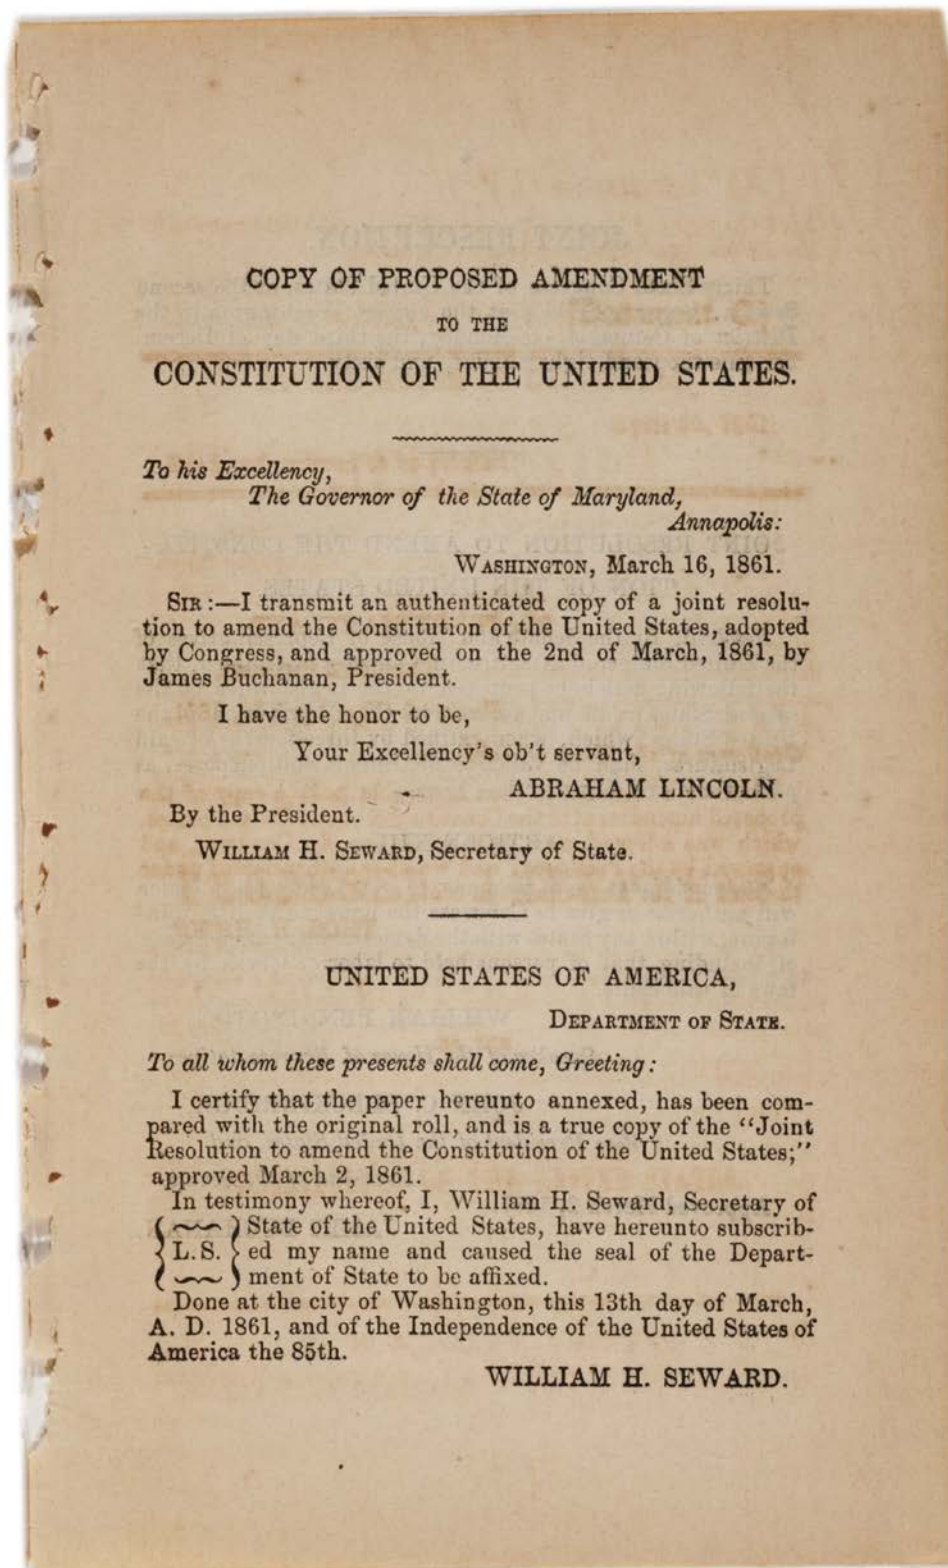 COPY OF PROPOSED AMENDMENT
TO THE
CONSTITUTION OF THE UNITED STATES.
To his Excellency,
The Governor of the State of Maryland,
Annapolis:
WASHINGTON, March 16, 1861.
SIR:—I transmit an authenticated copy of a joint resolu-
tion to amend the Constitution of the United States, adopted
by Congress, and approved on the 2nd of March, 1861, by
James Buchanan, President.
I have the honor to be,
Your Excellency's ob't servant,
ABRAHAM LINCOLN.
By the President.
WILLIAM H. SEWARD, Secretary of State.
UNITED STATES OF AMERICA,
DEPARTMENT OF STATE.
To all whom these presents shall come, Greeting:
I certify that the paper hereunto annexed, has been com-
pared with the original roll, and is a true copy of the "Joint
Resolution to amend the Constitution of the United States;"
approved March 2, 1861.
In testimony whereof, I, William H. Seward, Secretary of
State of the United States, have hereunto subscrib-
L.S. ed my name and caused the seal of the Depart-
ment of State to be affixed.
Done at the city of Washington, this 13th day of March,
A. D. 1861, and of the Independence of the United States of
America the 85th.
WILLIAM H. SEWARD.